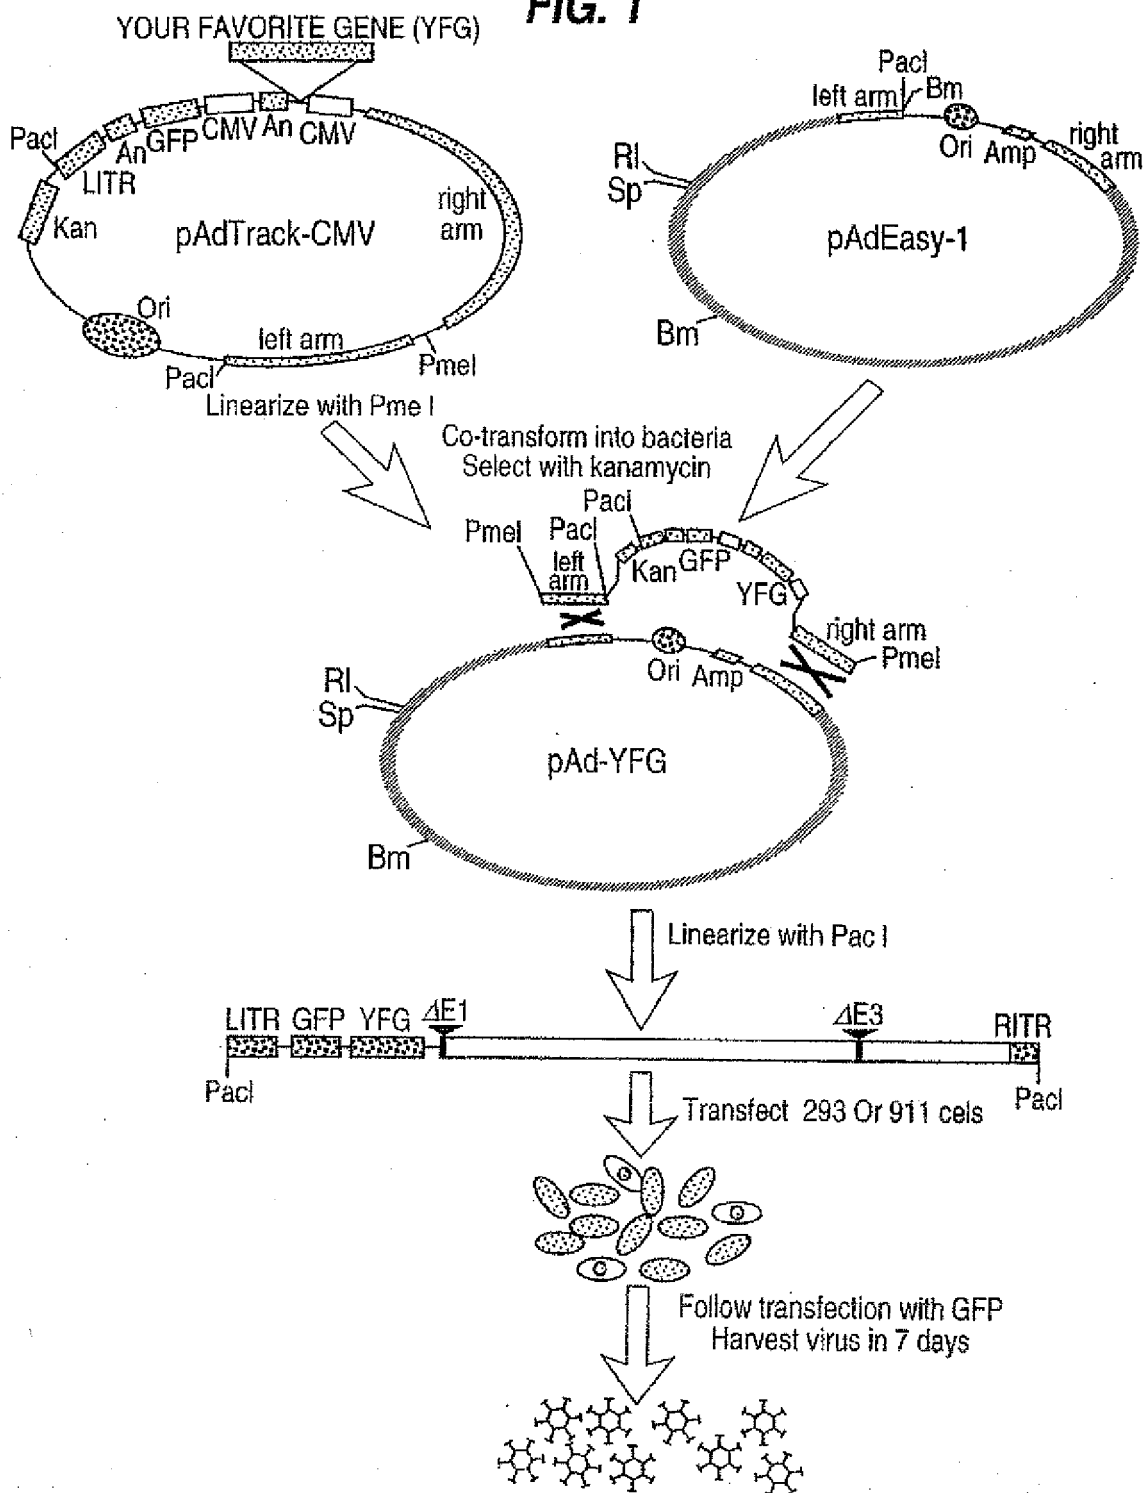 FIG. 1
YOUR FAVORITE GENE (YFG)
PacI
An
GFP
CMV
An
CMV
LITR
Kan
right
arm
pAdTrack-CMV
Ori
left arm
PacI
PmeI
Linearize with Pme I
PacI
left arm
Bm
Ori
Amp
right
arm
RI
Sp
pAdEasy-1
Bm
Co-transform into bacteria
Select with kanamycin
PacI
PmeI
PacI
left
arm
Kan
GFP
YFG
right arm
PmeI
Ori
Amp
RI
Sp
pAd-YFG
Bm
Linearize with Pac I
LITR GFP YFG ΔE1 ΔE3 RITR
PacI
PacI
Transfect 293 Or 911 cels
Follow transfection with GFP
Harvest virus in 7 days